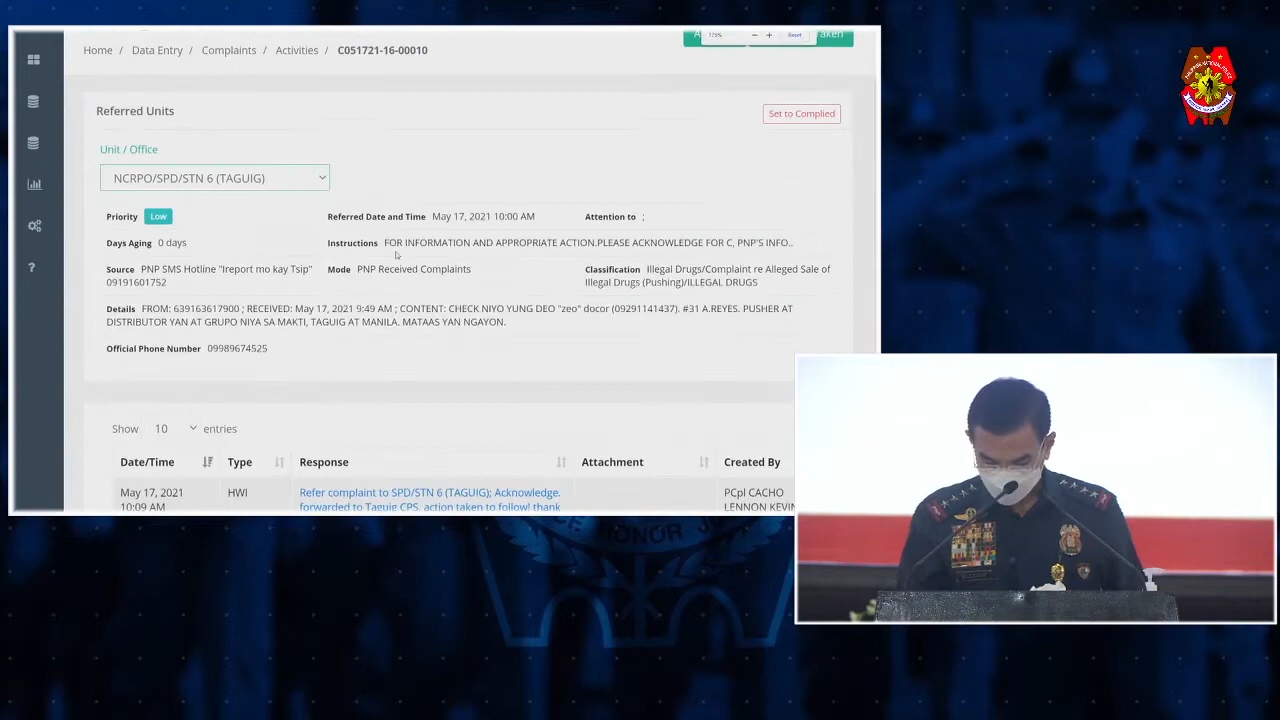 Home / Data Entry / Complaints / Activities / C051721-16-00010
175% − + Reset aken
Referred Units
Set to Complied
Unit / Office
NCRPO/SPD/STN 6 (TAGUIG)
Priority Low Referred Date and Time May 17, 2021 10:00 AM Attention to ;
Days Aging 0 days Instructions FOR INFORMATION AND APPROPRIATE ACTION.PLEASE ACKNOWLEDGE FOR C, PNP'S INFO..
Source PNP SMS Hotline "Ireport mo kay Tsip" Mode PNP Received Complaints Classification Illegal Drugs/Complaint re Alleged Sale of
09191601752 Illegal Drugs (Pushing)/ILLEGAL DRUGS
Details FROM: 639163617900 ; RECEIVED: May 17, 2021 9:49 AM ; CONTENT: CHECK NIYO YUNG DEO "zeo" docor (09291141437). #31 A.REYES. PUSHER AT
DISTRIBUTOR YAN AT GRUPO NIYA SA MAKTI, TAGUIG AT MANILA. MATAAS YAN NGAYON.
Official Phone Number 09989674525
Show 10 entries
Date/Time Type Response Attachment Created By
May 17, 2021 HWI Refer complaint to SPD/STN 6 (TAGUIG); Acknowledge. PCpl CACHO
10:09 AM forwarded to Taguig CPS. action taken to follow! thank LENNON KEVIN
HONOR